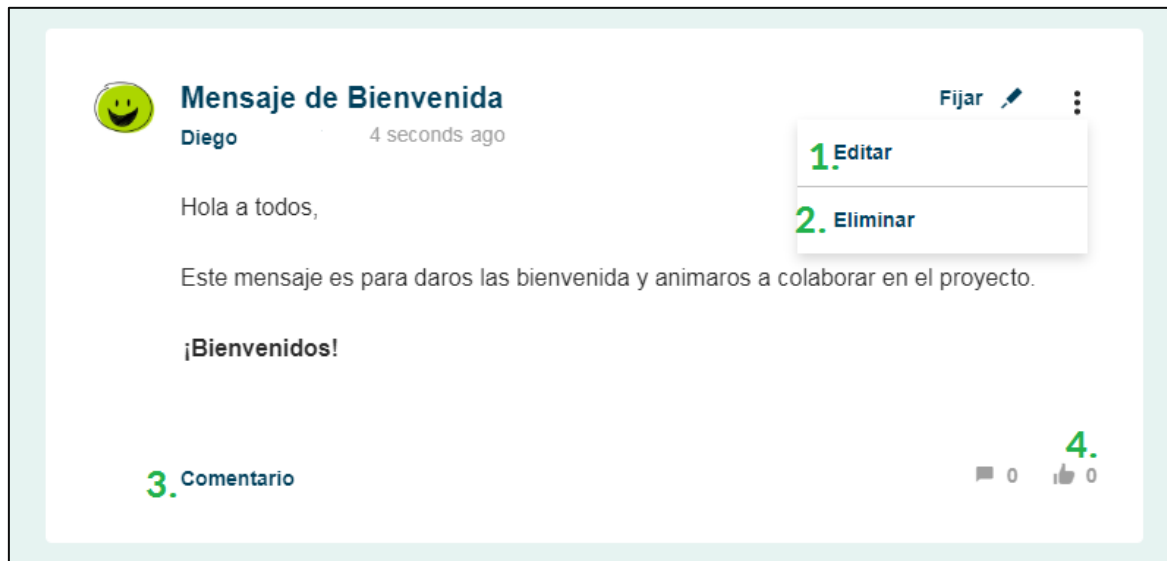 Mensaje de Bienvenida
Fijar
Diego 4 seconds ago
1. Editar
Hola a todos,
2. Eliminar
Este mensaje es para daros las bienvenida y animaros a colaborar en el proyecto.
¡Bienvenidos!
4.
3. Comentario
0 0